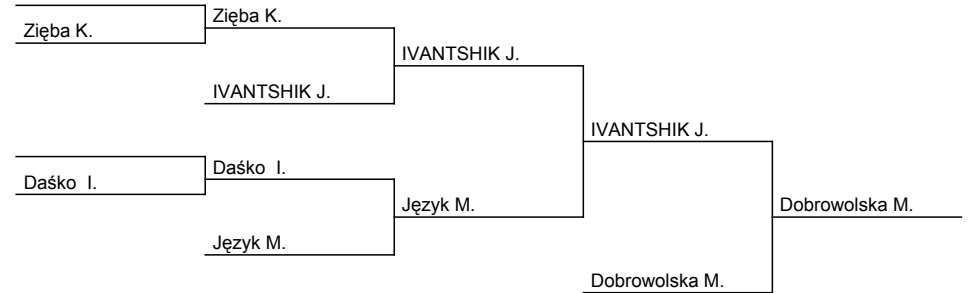 Zięba K.
Zięba K.
IVANTSHIK J.
IVANTSHIK J.
IVANTSHIK J.
Daśko I.
Daśko I.
Język M.
Dobrowolska M.
Język M.
Dobrowolska M.